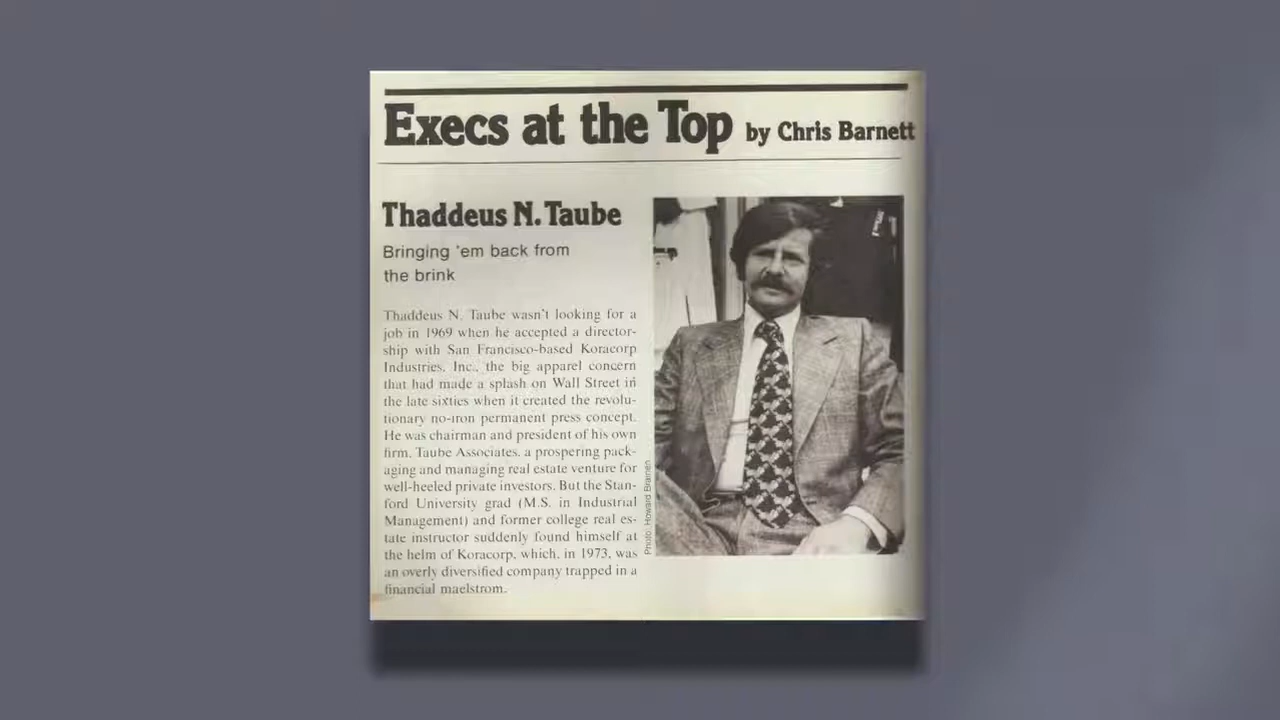 Execs at the Top by Chris Barnett
Thaddeus N. Taube
Bringing 'em back from
the brink
Thaddeus N. Taube wasn't looking for a
job in 1969 when he accepted a director-
ship with San Francisco-based Koracorp
Industries, Inc., the big apparel concern
that had made a splash on Wall Street in
the late sixties when it created the revolu-
tionary no-iron permanent press concept.
He was chairman and president of his own
firm, Taube Associates, a prospering pack-
aging and managing real estate venture for
well-heeled private investors. But the Stan-
ford University grad (M.S. in Industrial
Management) and former college real es-
tate instructor suddenly found himself at
the helm of Koracorp, which, in 1973, was
an overly diversified company trapped in a
financial maelstrom.
Photo: Howard Brainen